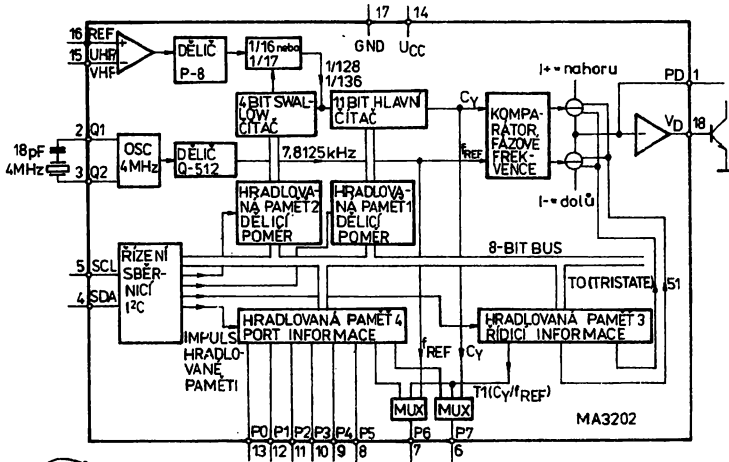 17
14
GND
UCC
16
REF
15
UHF
VHF
DĚLIČ
P-8
1/16 nebo
1/17
1/128
1/136
I+=nahoru
PD
1
4 BIT SWAL-
LOW
ČÍTAČ
11 BIT HLAVNÍ
ČÍTAČ
CY
KOMPA-
RÁTOR,
FÁZOVĚ
FREK-
VENCE
VD
18
2
Q1
18pF
4MHz
3
Q2
OSC
4MHz
DĚLIČ
Q-512
7,8125kHz
fREF
I-=dolů
HRADLOVA-
NÁ PAMĚŤ 2
DĚLICÍ
POMĚR
HRADLOVA-
NÁ PAMĚŤ 1
DĚLICÍ
POMĚR
8-BIT BUS
TO (TRISTATE)
51
5
SCL
4
SDA
ŘÍZENÍ
SBĚR-
NICÍ
I²C
IMPULS
HRADLO-
VANÉ
PAMĚTI
HRADLOVANÁ PAMĚŤ 4
PORT INFORMACE
HRADLOVANÁ PAMĚŤ 3
ŘÍDICÍ INFORMACE
fREF
CY
T1(CY/fREF)
MUX
MUX
MA3202
P0
P1
P2
P3
P4
P5
P6
P7
13
12
11
10
9
8
7
6